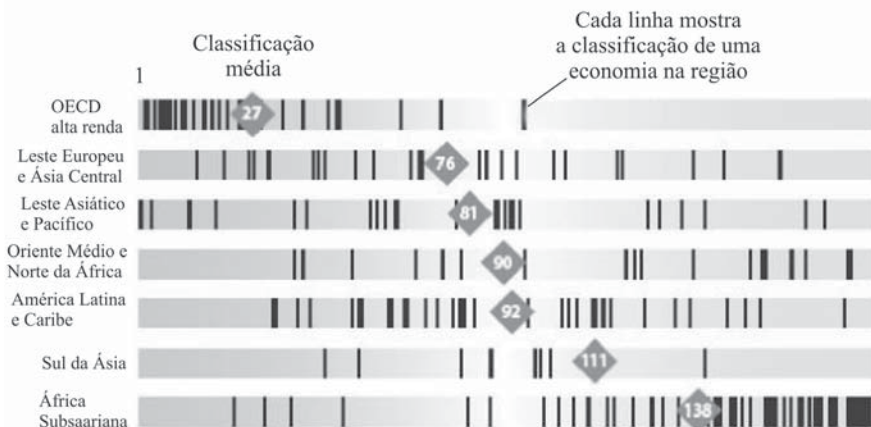 Classificação
média
Cada linha mostra
a classificação de uma
economia na região
1
OECD
alta renda
27
Leste Europeu
e Ásia Central
76
Leste Asiático
e Pacífico
81
Oriente Médio e
Norte da África
90
América Latina
e Caribe
92
Sul da Ásia
111
África
Subsaariana
138